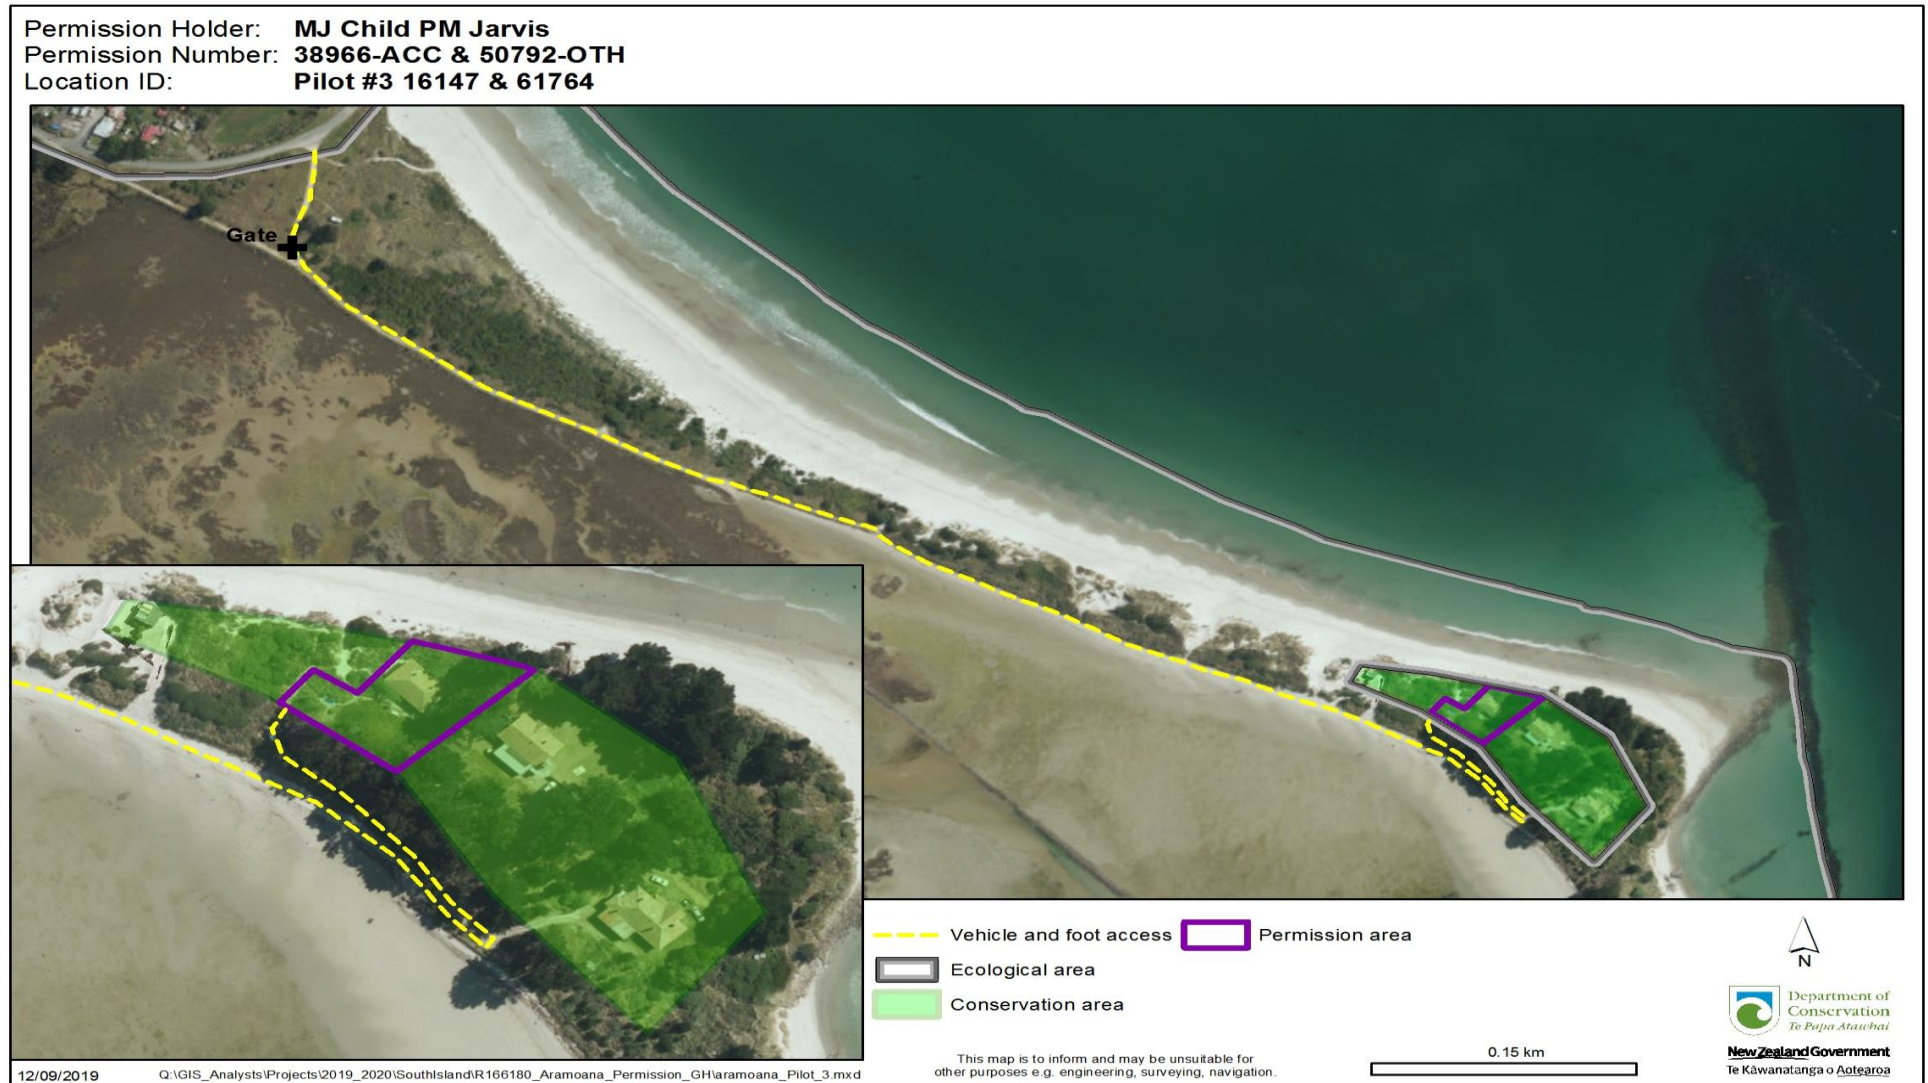 Permission Holder: MJ Child PM Jarvis
Permission Number: 38966-ACC & 50792-OTH
Location ID: Pilot #3 16147 & 61764
Gate
Vehicle and foot access
Permission area
Ecological area
Conservation area
N
Department of
Conservation
Te Papa Atawhai
0.15 km
New Zealand Government
Te Kāwanatanga o Aotearoa
This map is to inform and may be unsuitable for
other purposes e.g. engineering, surveying, navigation.
12/09/2019
Q:\GIS_Analysts\Projects\2019_2020\SouthIsland\R166180_Aramoana_Permission_GH\aramoana_Pilot_3.mxd